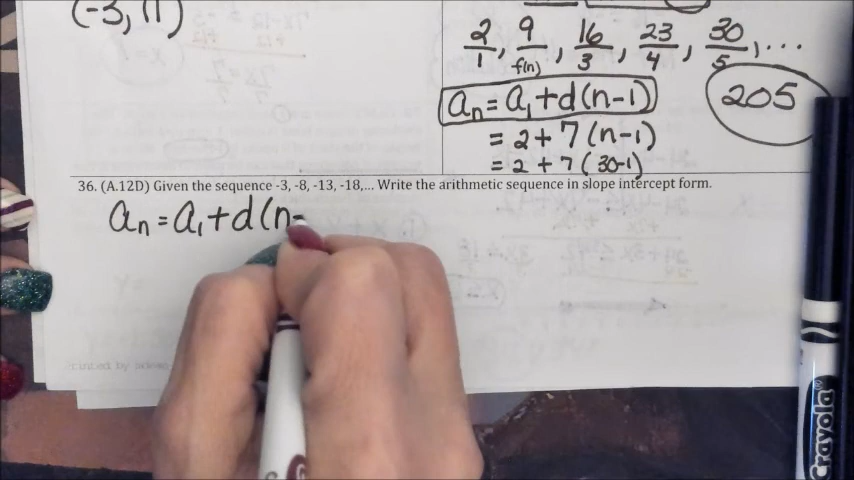 (-3, 11)
2/1, 9/f(n), 16/3, 23/4, 30/5, ...
aₙ = a₁ + d(n-1)
205
= 2 + 7 (n-1)
= 2 + 7 (30-1)
36. (A.12D) Given the sequence -3, -8, -13, -18,... Write the arithmetic sequence in slope intercept form.
aₙ = a₁ + d(n-
Crayola